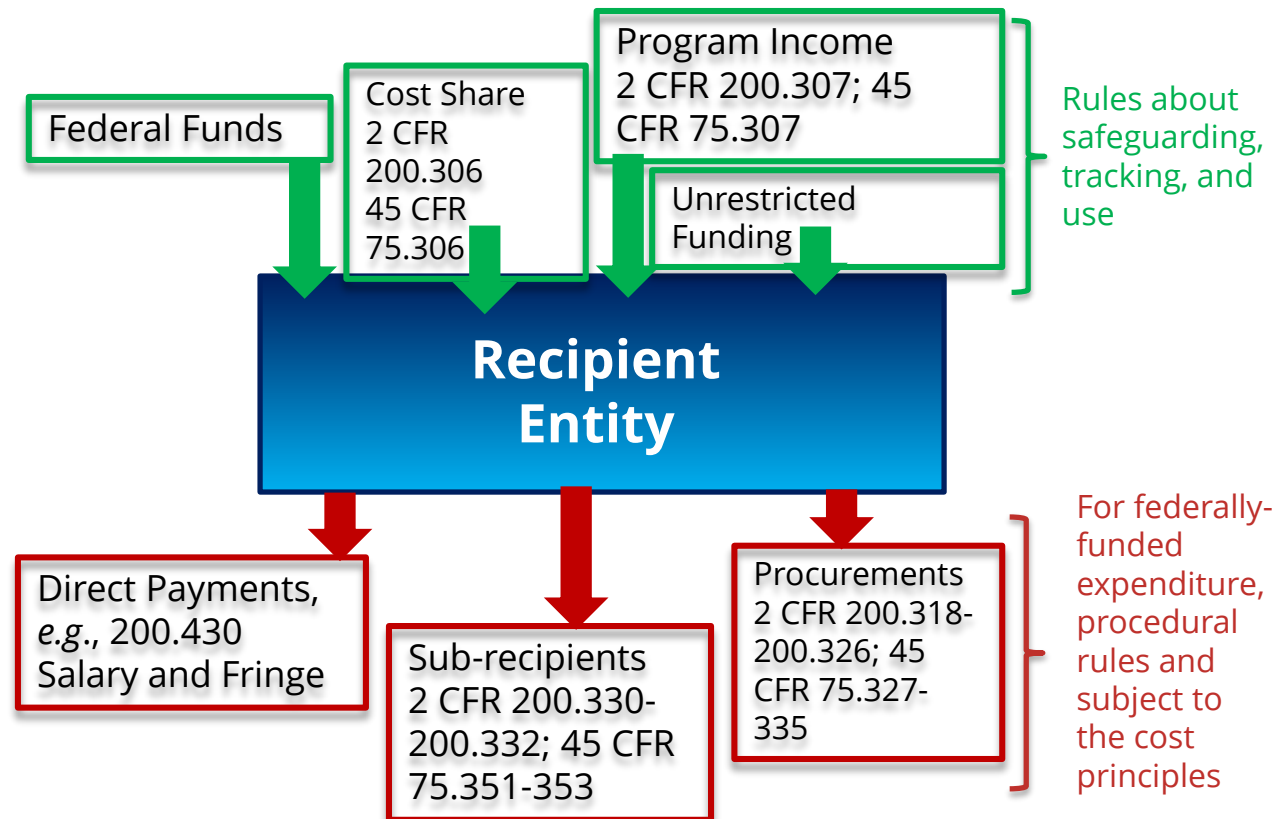 Federal Funds
Cost Share
2 CFR
200.306
45 CFR
75.306
Program Income
2 CFR 200.307; 45
CFR 75.307
Unrestricted
Funding
Rules about
safeguarding,
tracking, and
use
Recipient
Entity
Direct Payments,
e.g., 200.430
Salary and Fringe
Sub-recipients
2 CFR 200.330-
200.332; 45 CFR
75.351-353
Procurements
2 CFR 200.318-
200.326; 45
CFR 75.327-
335
For federally-
funded
expenditure,
procedural
rules and
subject to
the cost
principles